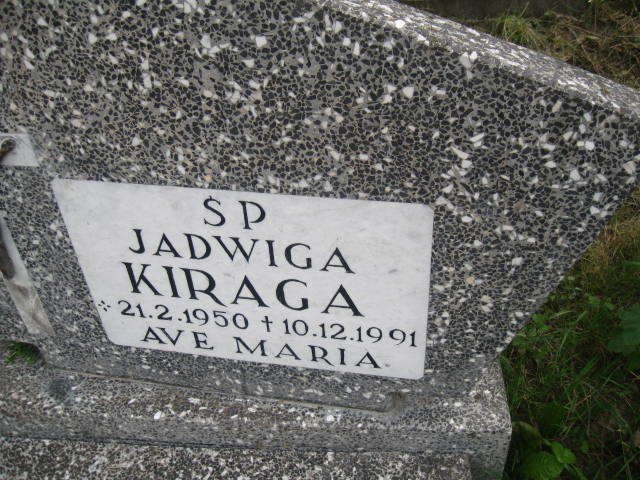 ŚP
JADWIGA
KIRAGA
* 21.2.1950 † 10.12.1991
AVE MARIA